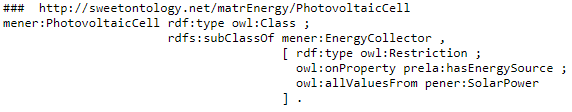 ###  http://sweetontology.net/matrEnergy/PhotovoltaicCell
mener:PhotovoltaicCell rdf:type owl:Class ;
rdfs:subClassOf mener:EnergyCollector ,
[ rdf:type owl:Restriction ;
owl:onProperty prela:hasEnergySource ;
owl:allValuesFrom pener:SolarPower
] .